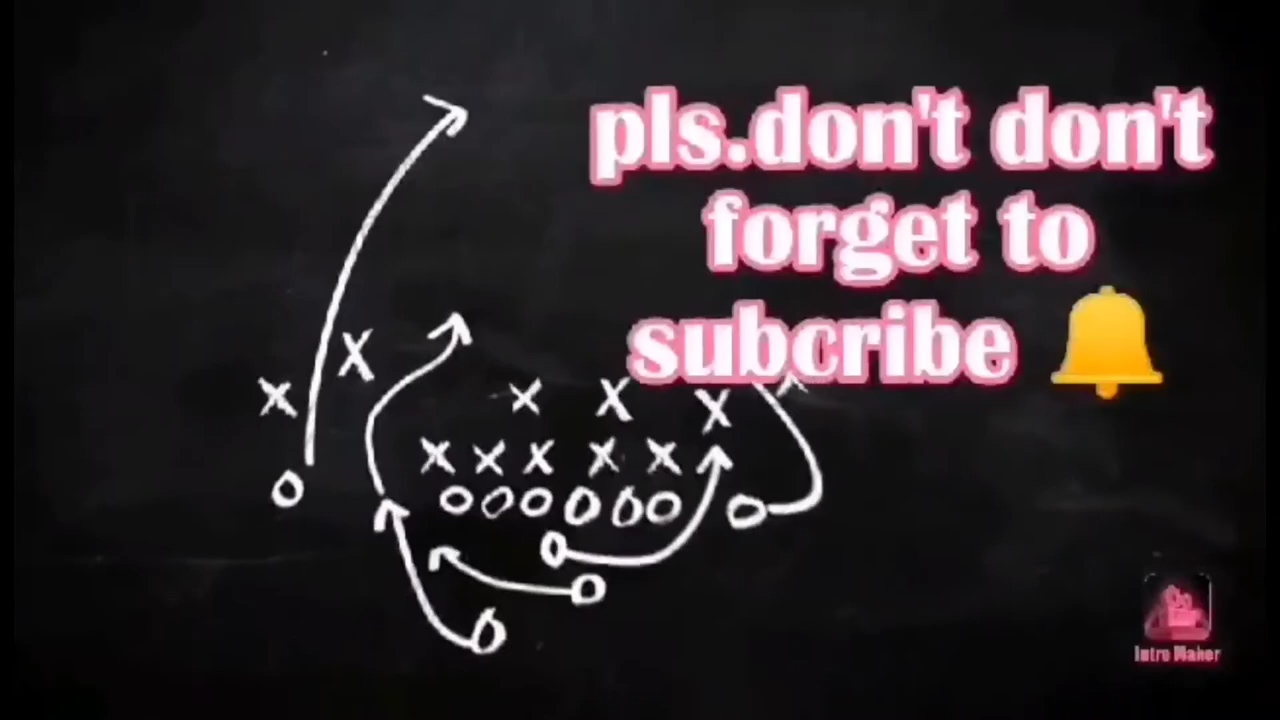 pls.don't don't
forget to
subcribe 🔔
X
X
X X X
X X X X X
O
O O O O O O O
O
O
O
Intro Maker